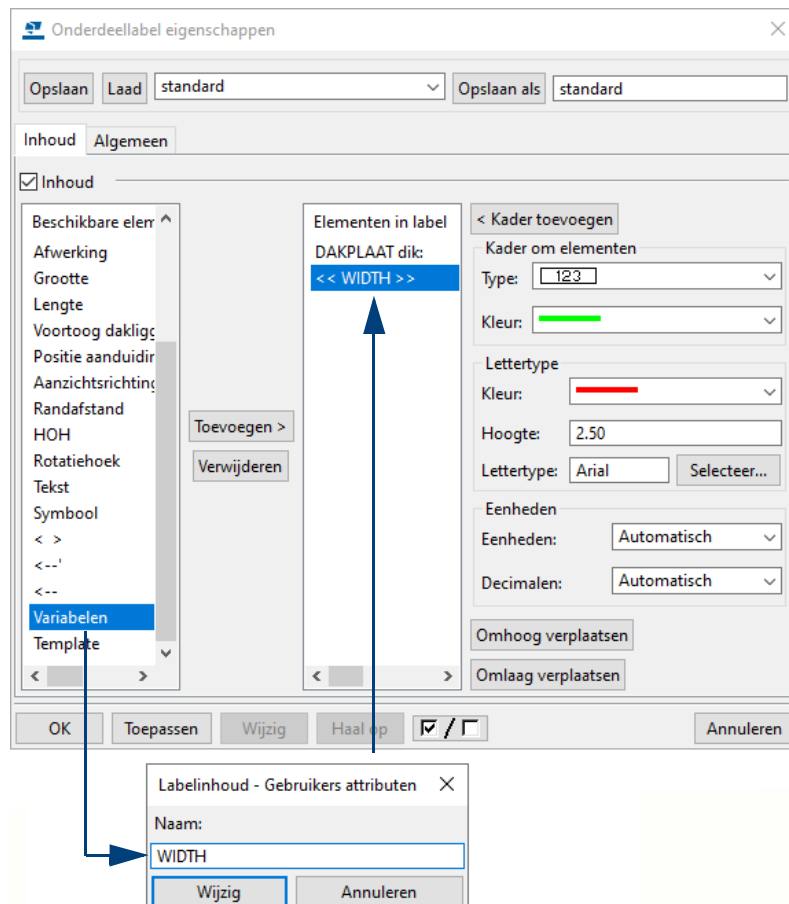 Onderdeellabel eigenschappen
Opslaan Laad standard Opslaan als standard
Inhoud Algemeen
Inhoud
Beschikbare elem
Afwerking
Grootte
Lengte
Voortoog dakligg
Positie aanduidin
Aanzichtsrichting
Randafstand
HOH
Rotatiehoek
Tekst
Symbool
< >
<--'
<--
Variabelen
Template
Toevoegen >
Verwijderen
Elementen in label
DAKPLAAT dik:
<< WIDTH >>
< Kader toevoegen
Kader om elementen
Type: 123
Kleur:
Lettertype
Kleur:
Hoogte: 2.50
Lettertype: Arial Selecteer...
Eenheden
Eenheden: Automatisch
Decimalen: Automatisch
Omhoog verplaatsen
Omlaag verplaatsen
OK Toepassen Wijzig Haal op / Annuleren
Labelinhoud - Gebruikers attributen
Naam:
WIDTH
Wijzig Annuleren